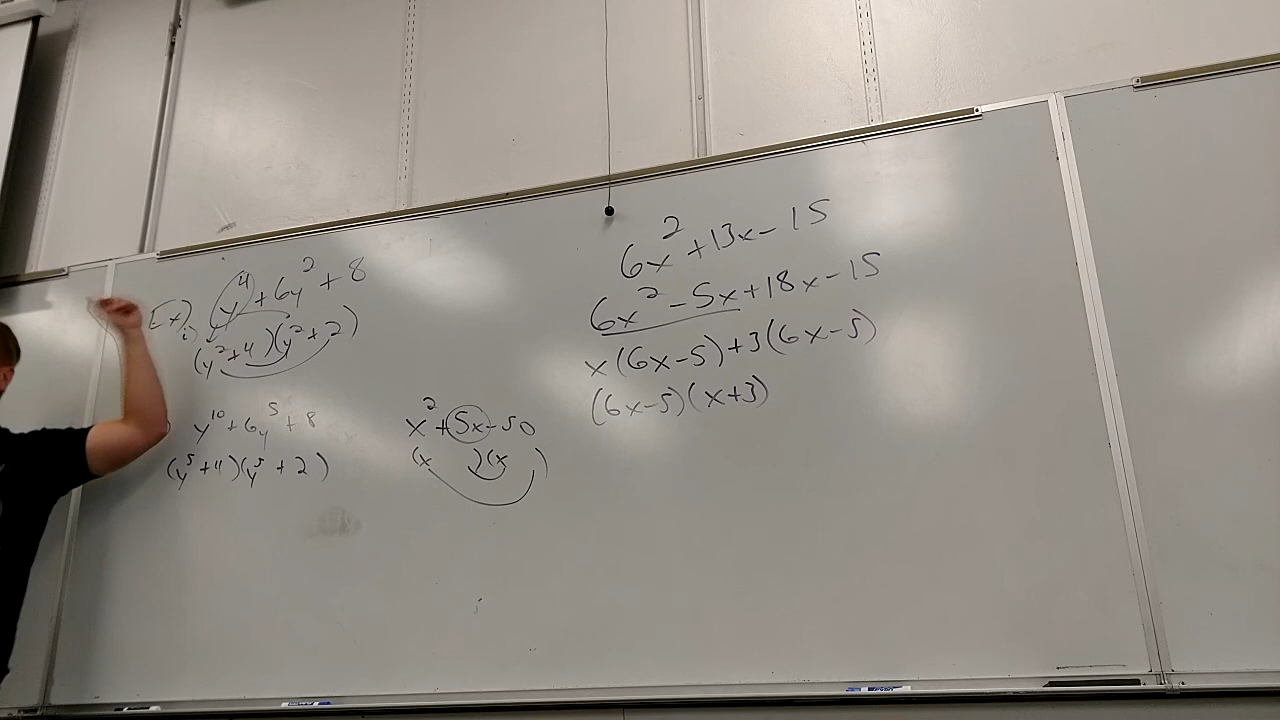 Ex) y⁴ + 6y² + 8
i) (y² + 4)(y² + 2)
) y¹⁰ + 6y⁵ + 8
(y⁵ + 4)(y⁵ + 2)
x² + 5x - 50
(x )(x )
6x² + 13x - 15
6x² - 5x + 18x - 15
x(6x - 5) + 3(6x - 5)
(6x - 5)(x + 3)